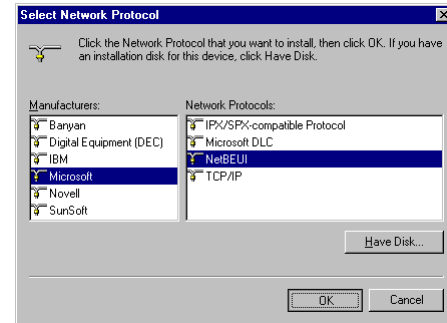 Select Network Protocol
Click the Network Protocol that you want to install, then click OK. If you have
an installation disk for this device, click Have Disk.
Manufacturers:
Banyan
Digital Equipment (DEC)
IBM
Microsoft
Novell
SunSoft
Network Protocols:
IPX/SPX-compatible Protocol
Microsoft DLC
NetBEUI
TCP/IP
Have Disk...
OK
Cancel